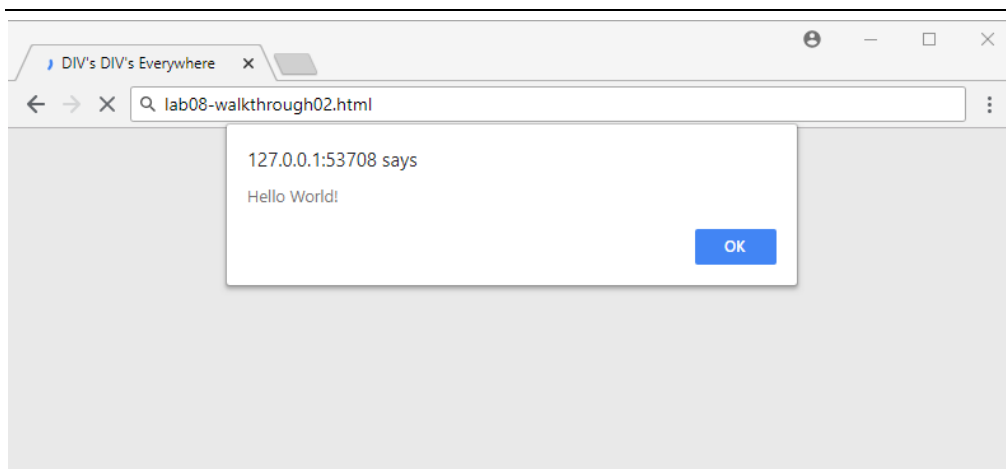 DIV's DIV's Everywhere
lab08-walkthrough02.html
127.0.0.1:53708 says
Hello World!
OK